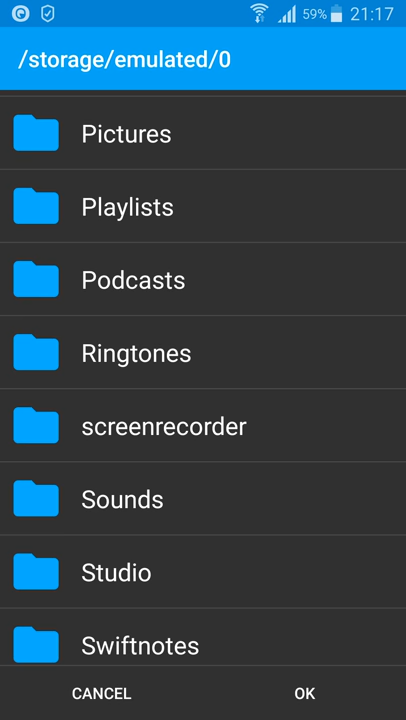 59% 21:17
/storage/emulated/0
Pictures
Playlists
Podcasts
Ringtones
screenrecorder
Sounds
Studio
Swiftnotes
CANCEL OK